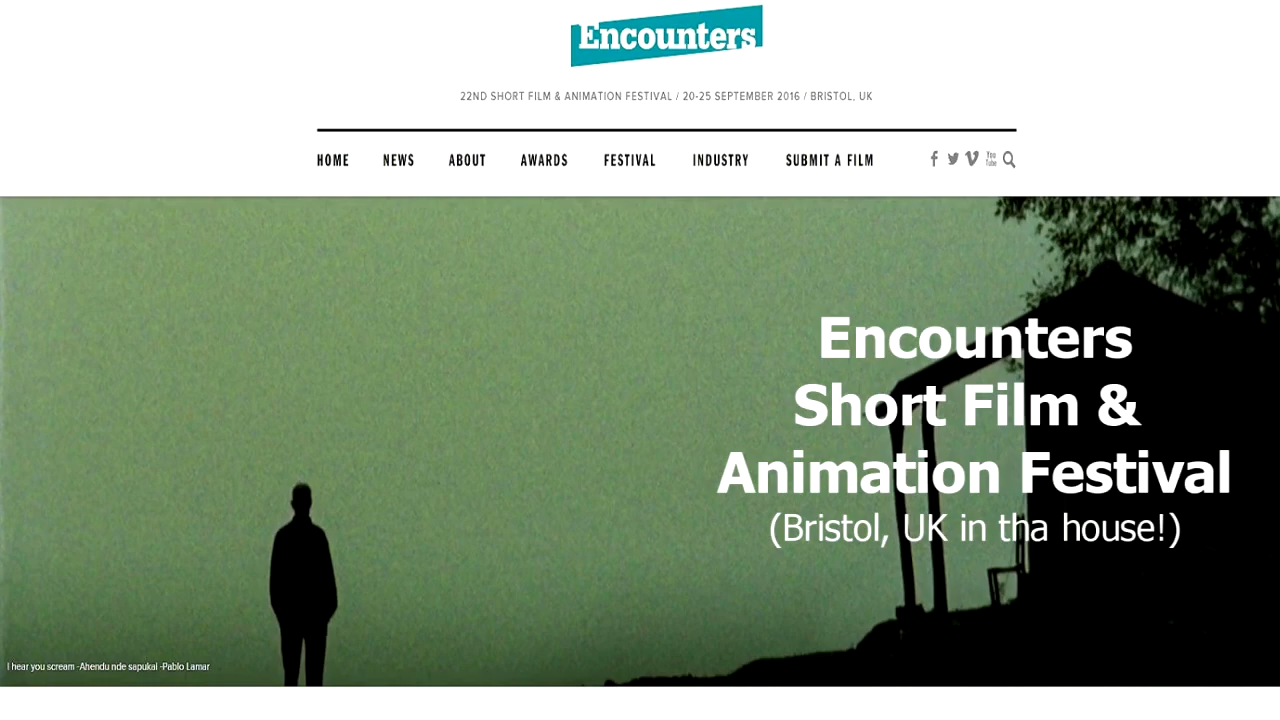 Encounters
22ND SHORT FILM & ANIMATION FESTIVAL / 20-25 SEPTEMBER 2016 / BRISTOL, UK
HOME NEWS ABOUT AWARDS FESTIVAL INDUSTRY SUBMIT A FILM
You Tube
Encounters
Short Film &
Animation Festival
(Bristol, UK in tha house!)
I hear you scream -Ahendu nde sapukai -Pablo Lamar